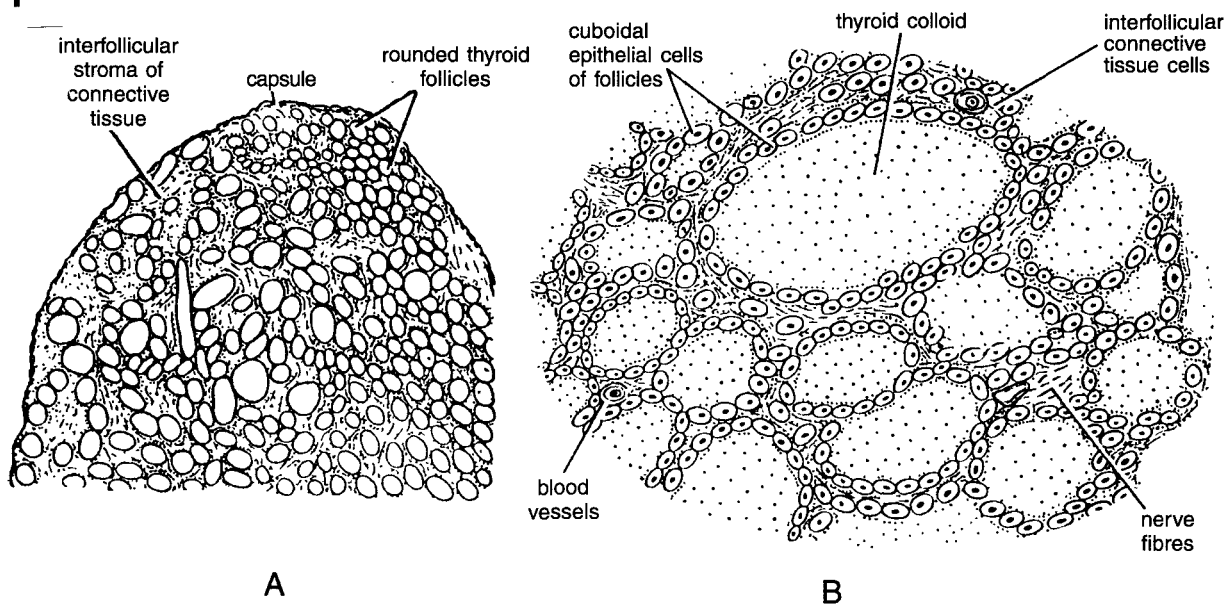 interfollicular
stroma of
connective
tissue
capsule
rounded thyroid
follicles
A
cuboidal
epithelial cells
of follicles
thyroid colloid
interfollicular
connective
tissue cells
blood
vessels
nerve
fibres
B